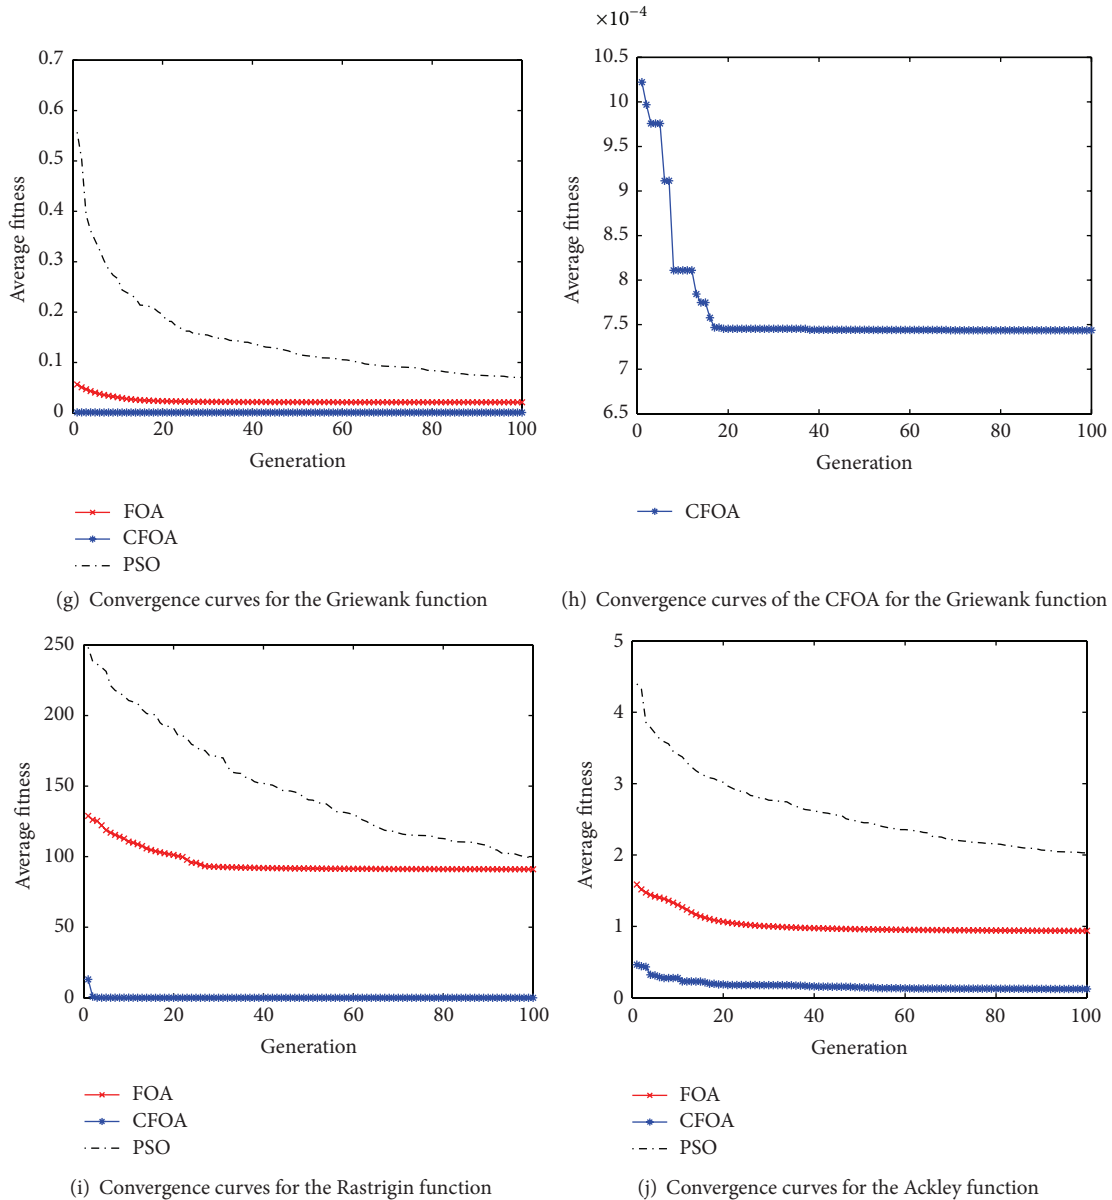 0.7
0.6
0.5
0.4
0.3
0.2
0.1
0
Average fitness
0 20 40 60 80 100
Generation
FOA
CFOA
PSO
(g) Convergence curves for the Griewank function
×10−4
10.5
10
9.5
9
8.5
8
7.5
7
6.5
Average fitness
0 20 40 60 80 100
Generation
CFOA
(h) Convergence curves of the CFOA for the Griewank function
250
200
150
100
50
0
Average fitness
0 20 40 60 80 100
Generation
FOA
CFOA
PSO
(i) Convergence curves for the Rastrigin function
5
4
3
2
1
0
Average fitness
0 20 40 60 80 100
Generation
FOA
CFOA
PSO
(j) Convergence curves for the Ackley function